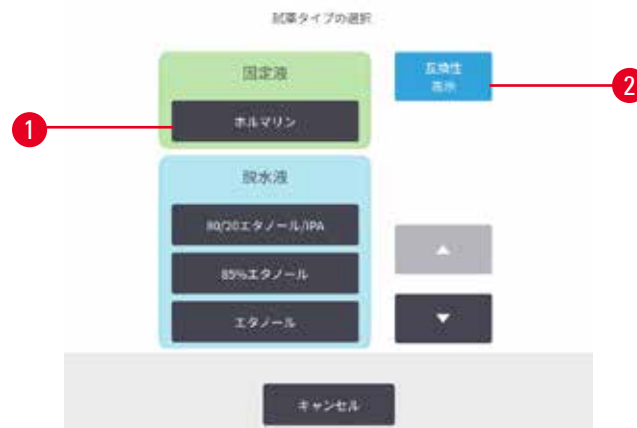 試薬タイプの選択
固定液
互換性
表示
ホルマリン
1
2
脱水液
80/20エタノール/IPA
85%エタノール
エタノール
キャンセル